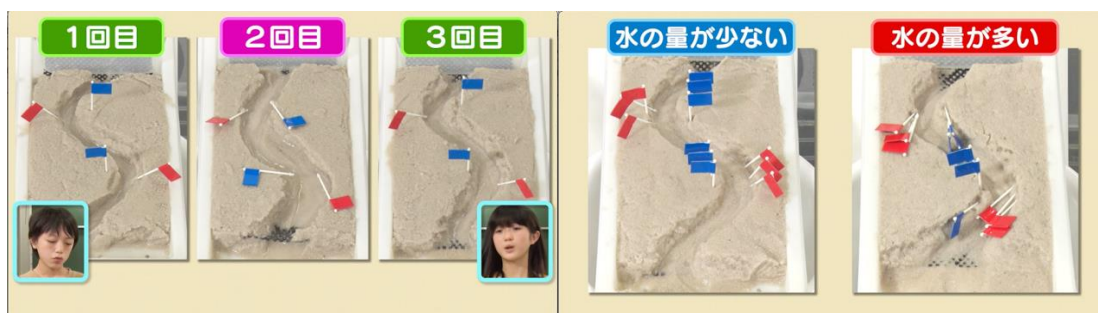 1回目
2回目
3回目
水の量が少ない
水の量が多い